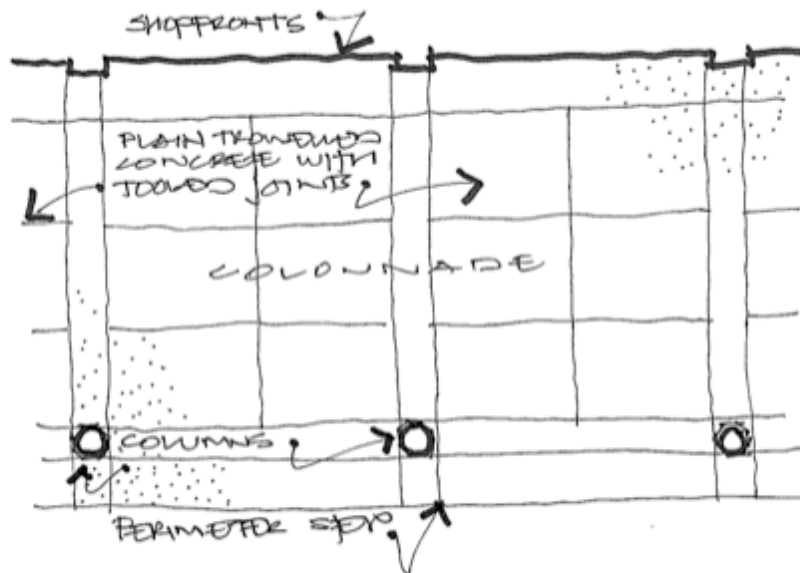 SHOPFRONTS
PLAIN TROWELLED
CONCRETE WITH
TOOLED JOINTS
COLONNADE
COLUMNS
PERIMETER STEP